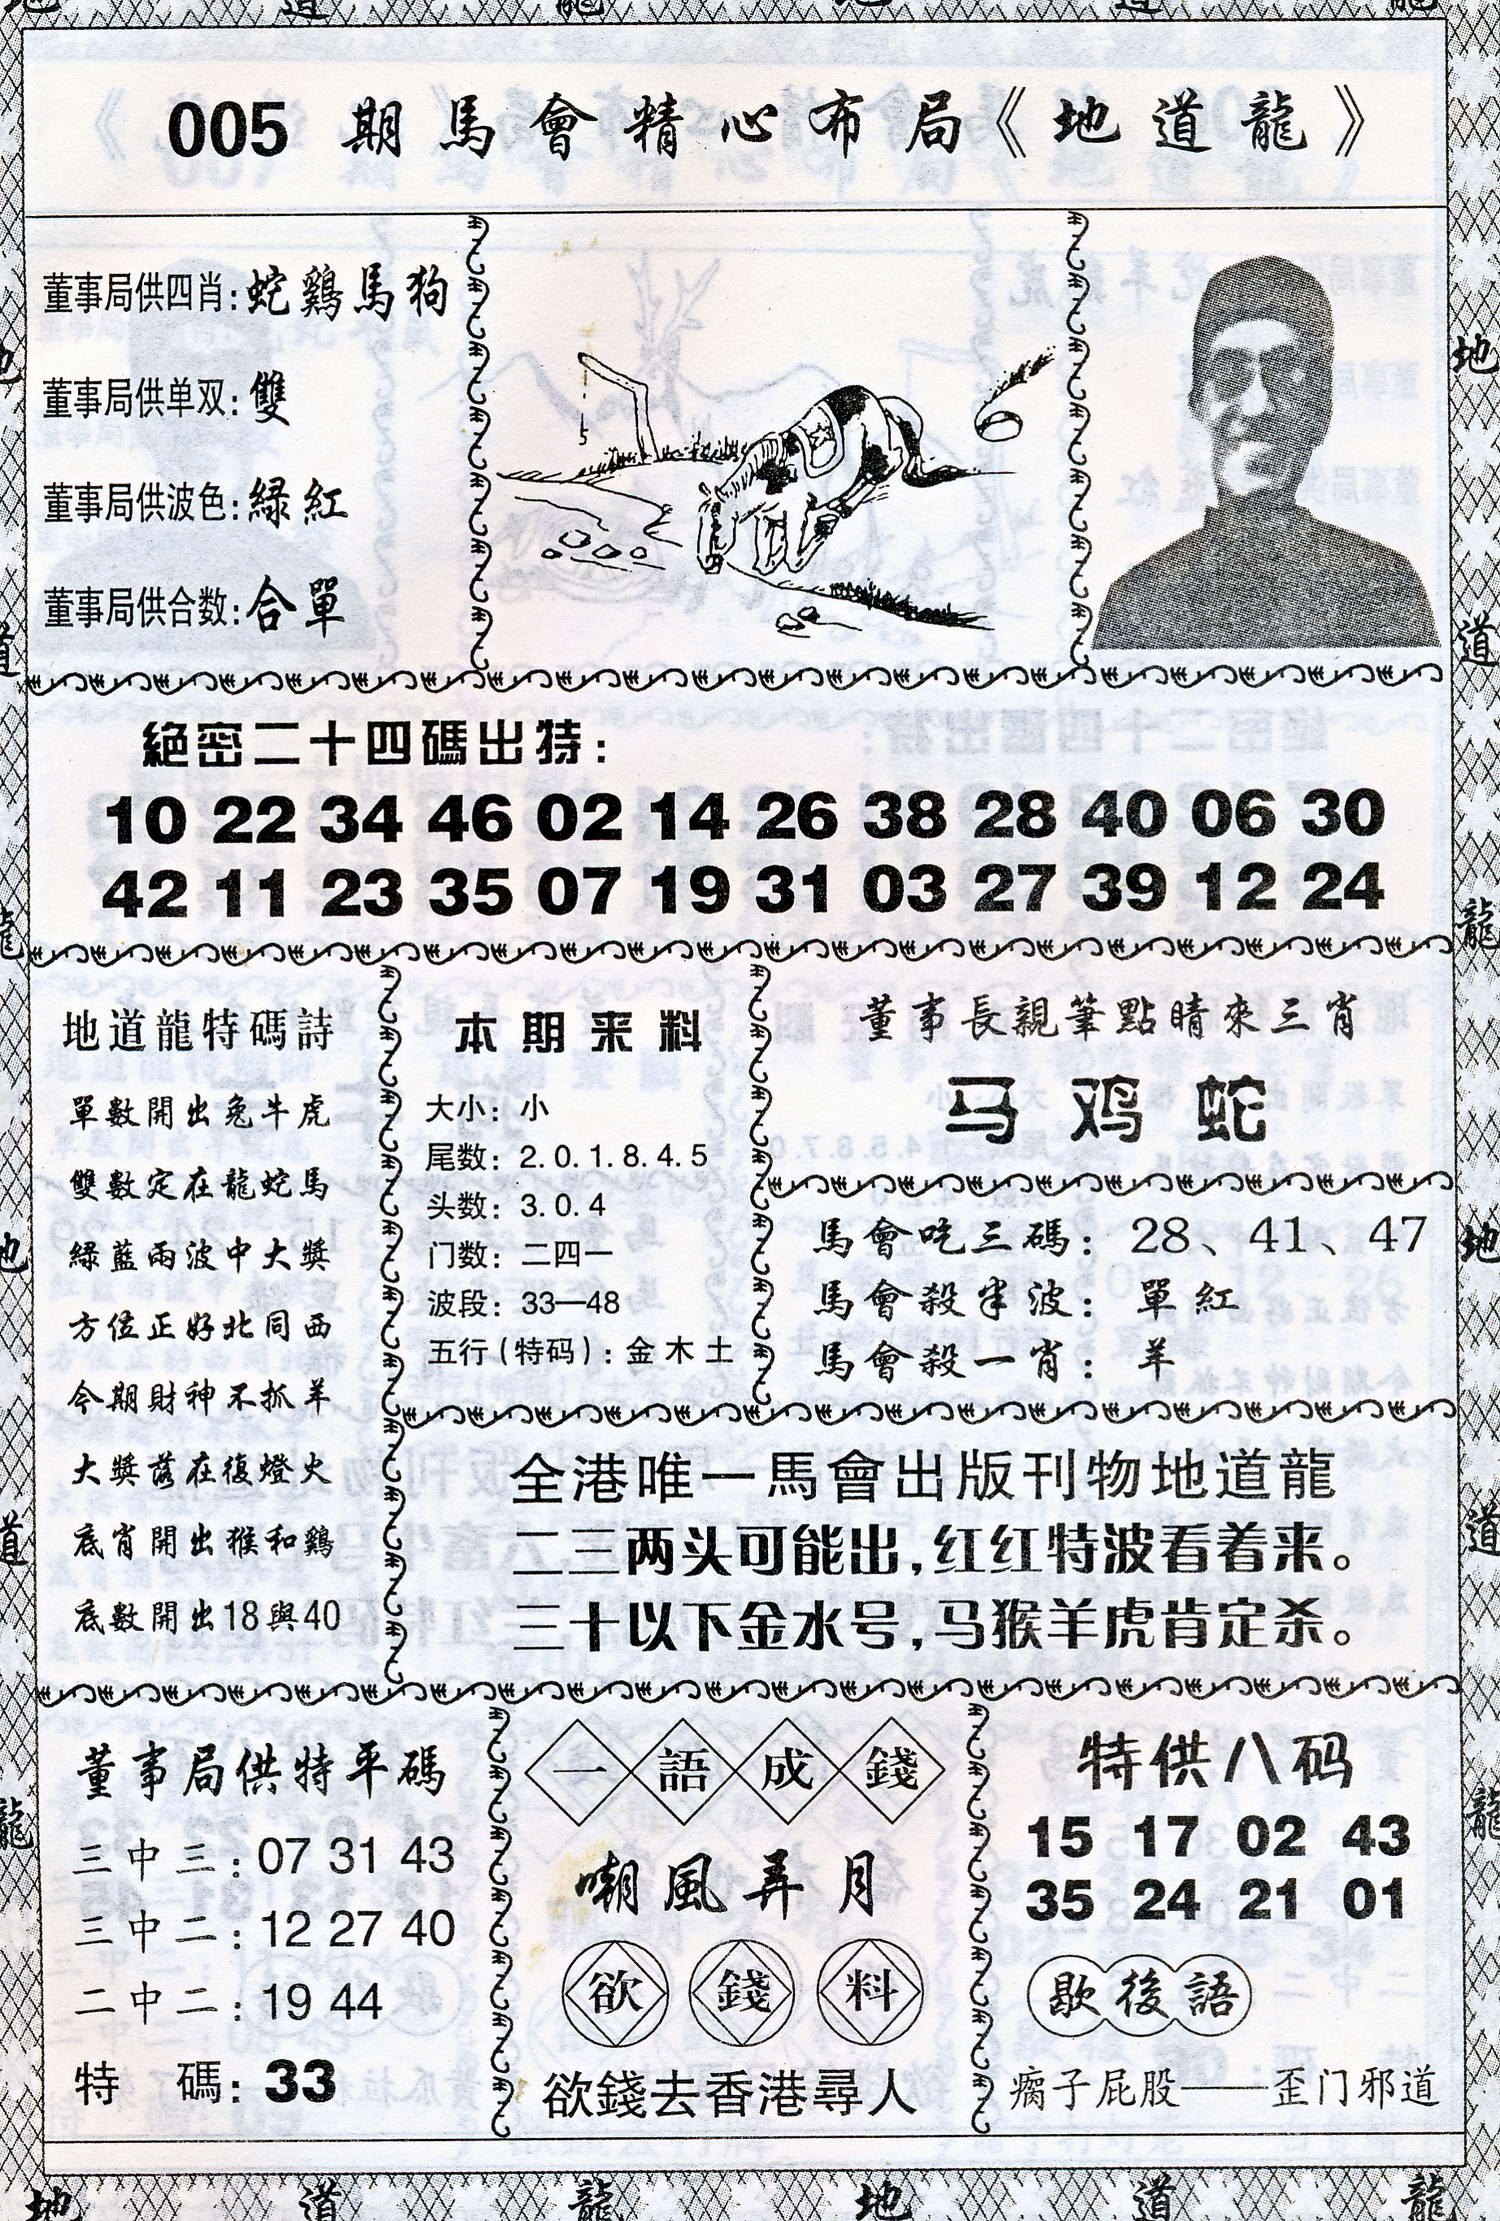 005 期馬會精心布局《地道龍》
董事局供四肖:蛇鷄馬狗
董事局供单双:雙
董事局供波色:緑紅
董事局供合数:合單
絕密二十四碼出特:
10 22 34 46 02 14 26 38 28 40 06 30
42 11 23 35 07 19 31 03 27 39 12 24
地道龍特碼詩
單數開出兔牛虎
雙數定在龍蛇馬
緑藍兩波中大獎
方位正好北同西
今期財神不抓羊
大獎落在復燈火
底肖開出猴和鷄
底數開出18與40
本期来料
大小: 小
尾数: 2.0.1.8.4.5
头数: 3.0.4
门数: 二四一
波段: 33—48
五行(特码): 金木土
董事長親筆點睛來三肖
马鸡蛇
馬會吃三碼: 28、41、47
馬會殺半波: 單紅
馬會殺一肖: 羊
全港唯一馬會出版刊物地道龍
二三两头可能出,红红特波看着来。
三十以下金水号,马猴羊虎肯定杀。
董事局供特平碼
三中三: 07 31 43
三中二: 12 27 40
二中二: 19 44
特碼: 33
一語成錢
嘲風弄月
欲錢料
欲錢去香港尋人
特供八码
15 17 02 43
35 24 21 01
歇後語
瘸子屁股——歪门邪道